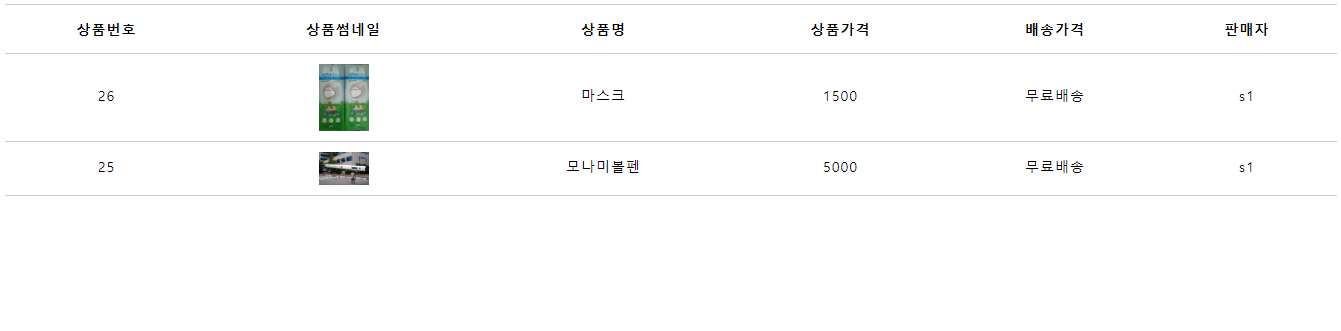 상품번호 상품썸네일 상품명 상품가격 배송가격 판매자
26 마스크 1500 무료배송 s1
25 모나미볼펜 5000 무료배송 s1